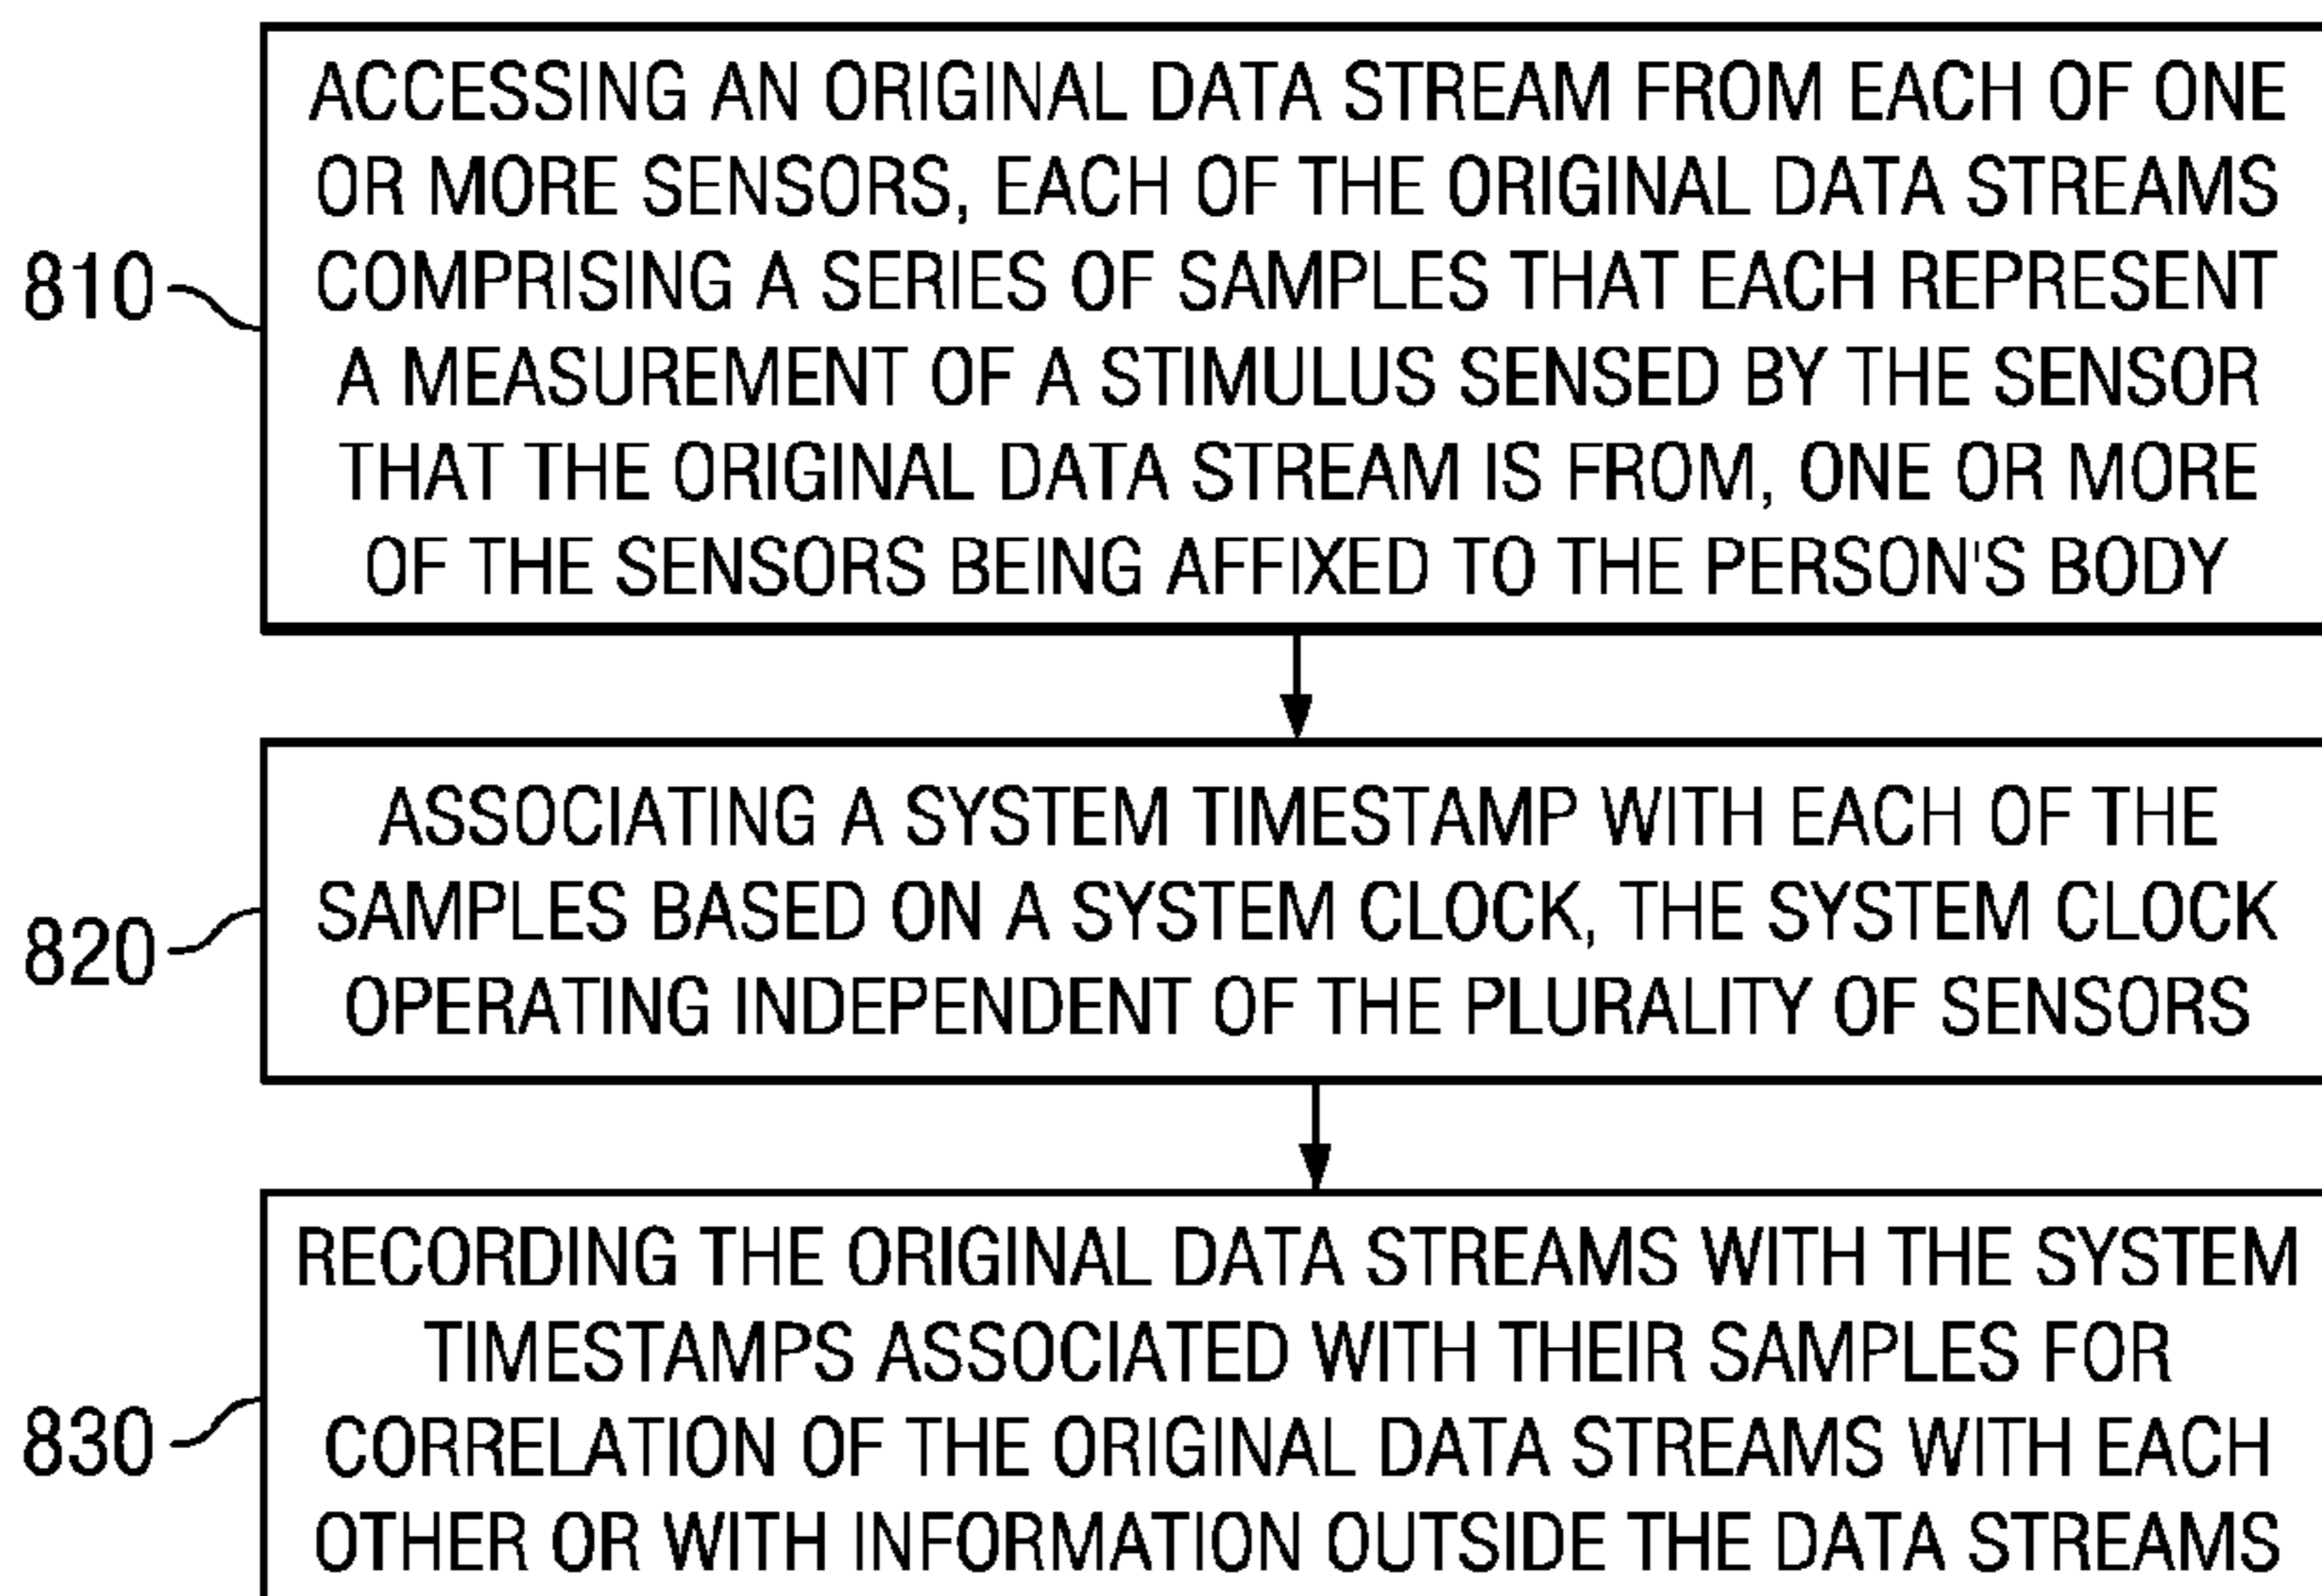 ACCESSING AN ORIGINAL DATA STREAM FROM EACH OF ONE
OR MORE SENSORS, EACH OF THE ORIGINAL DATA STREAMS
COMPRISING A SERIES OF SAMPLES THAT EACH REPRESENT
A MEASUREMENT OF A STIMULUS SENSED BY THE SENSOR
THAT THE ORIGINAL DATA STREAM IS FROM, ONE OR MORE
OF THE SENSORS BEING AFFIXED TO THE PERSON'S BODY
810
ASSOCIATING A SYSTEM TIMESTAMP WITH EACH OF THE
SAMPLES BASED ON A SYSTEM CLOCK, THE SYSTEM CLOCK
OPERATING INDEPENDENT OF THE PLURALITY OF SENSORS
820
RECORDING THE ORIGINAL DATA STREAMS WITH THE SYSTEM
TIMESTAMPS ASSOCIATED WITH THEIR SAMPLES FOR
CORRELATION OF THE ORIGINAL DATA STREAMS WITH EACH
OTHER OR WITH INFORMATION OUTSIDE THE DATA STREAMS
830